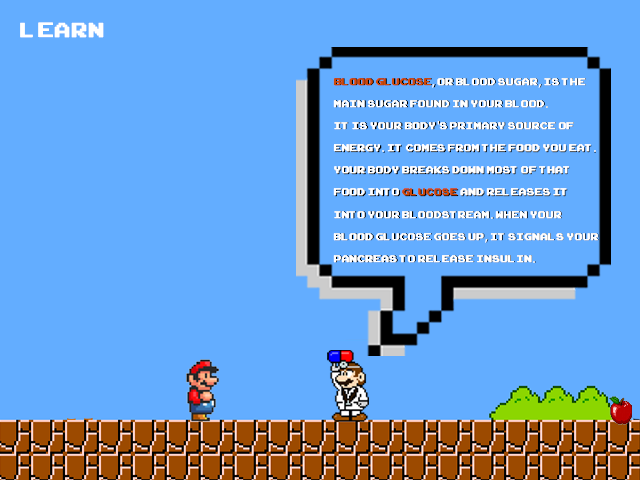 LEARN
BLOOD GLUCOSE, OR BLOOD SUGAR, IS THE
MAIN SUGAR FOUND IN YOUR BLOOD.
IT IS YOUR BODY'S PRIMARY SOURCE OF
ENERGY. IT COMES FROM THE FOOD YOU EAT.
YOUR BODY BREAKS DOWN MOST OF THAT
FOOD INTO GLUCOSE AND RELEASES IT
INTO YOUR BLOODSTREAM. WHEN YOUR
BLOOD GLUCOSE GOES UP, IT SIGNALS YOUR
PANCREAS TO RELEASE INSULIN.